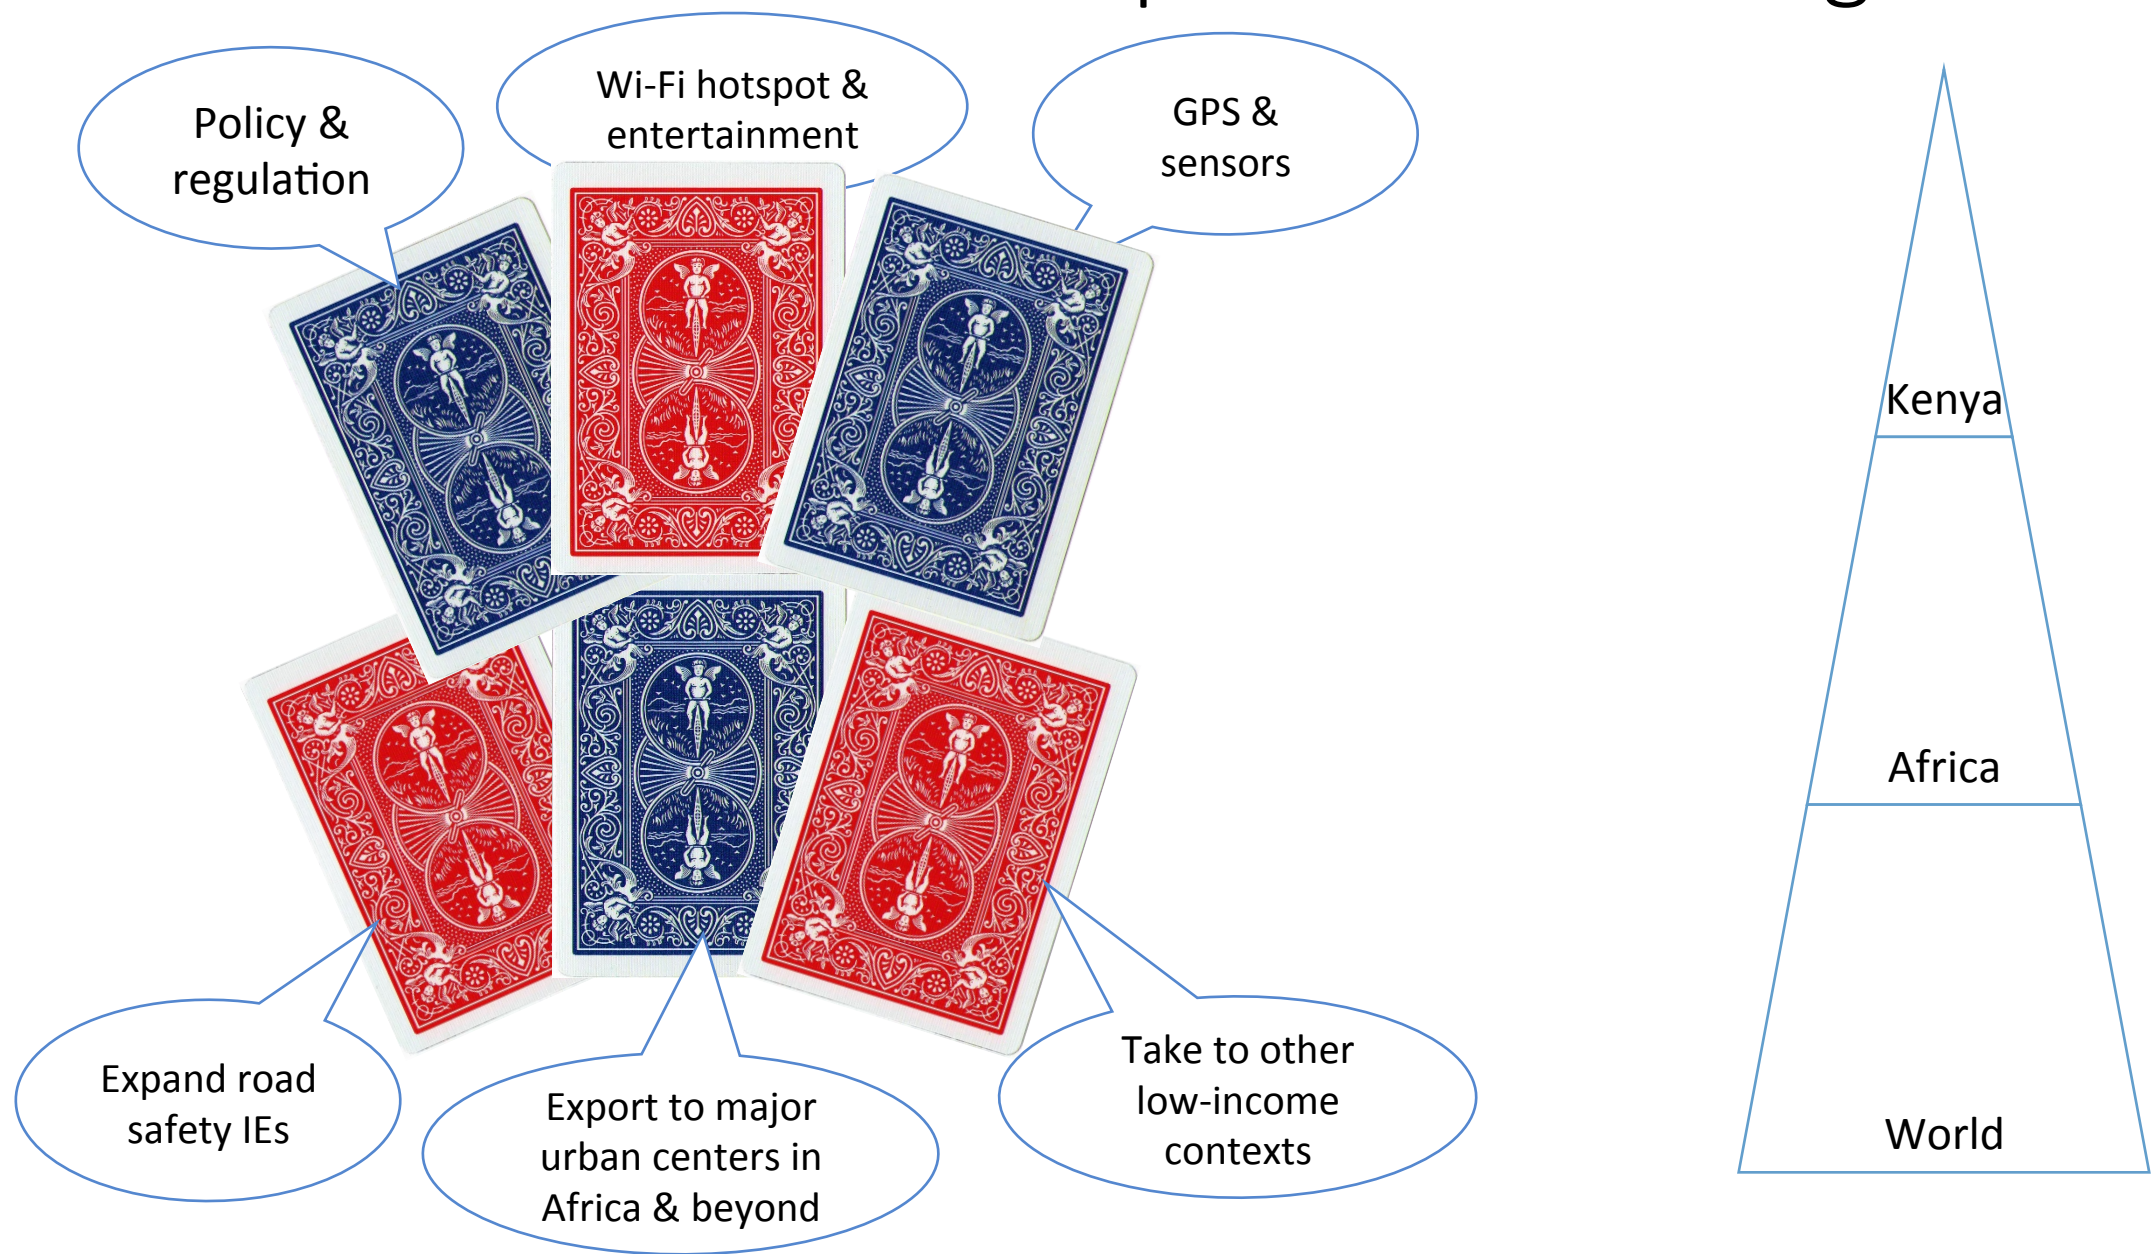 Policy &
regulation
Wi-Fi hotspot &
entertainment
GPS &
sensors
Expand road
safety IEs
Export to major
urban centers in
Africa & beyond
Take to other
low-income
contexts
Kenya
Africa
World